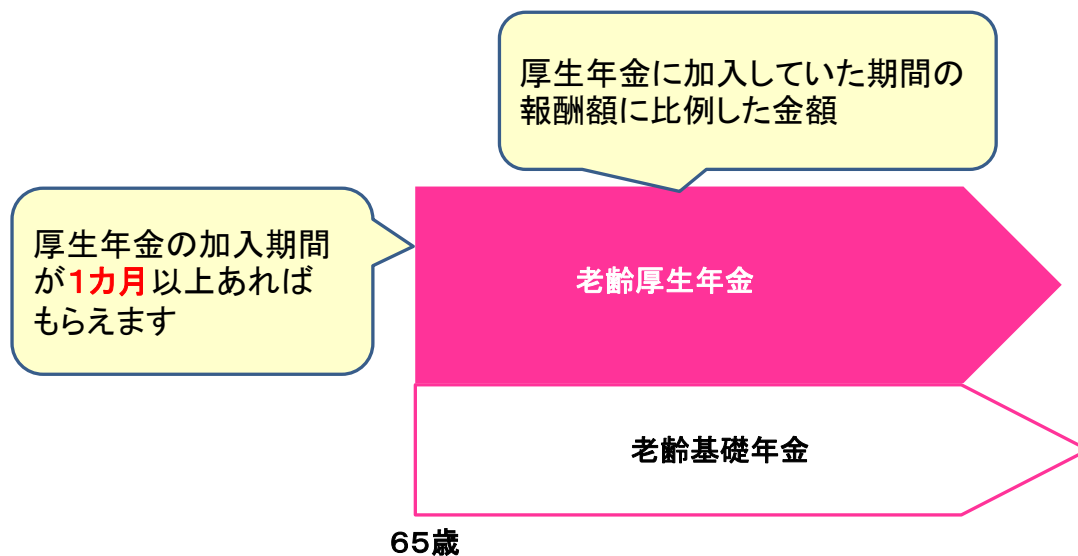 厚生年金に加入していた期間の
報酬額に比例した金額
厚生年金の加入期間
が1カ月以上あれば
もらえます
老齢厚生年金
老齢基礎年金
65歳